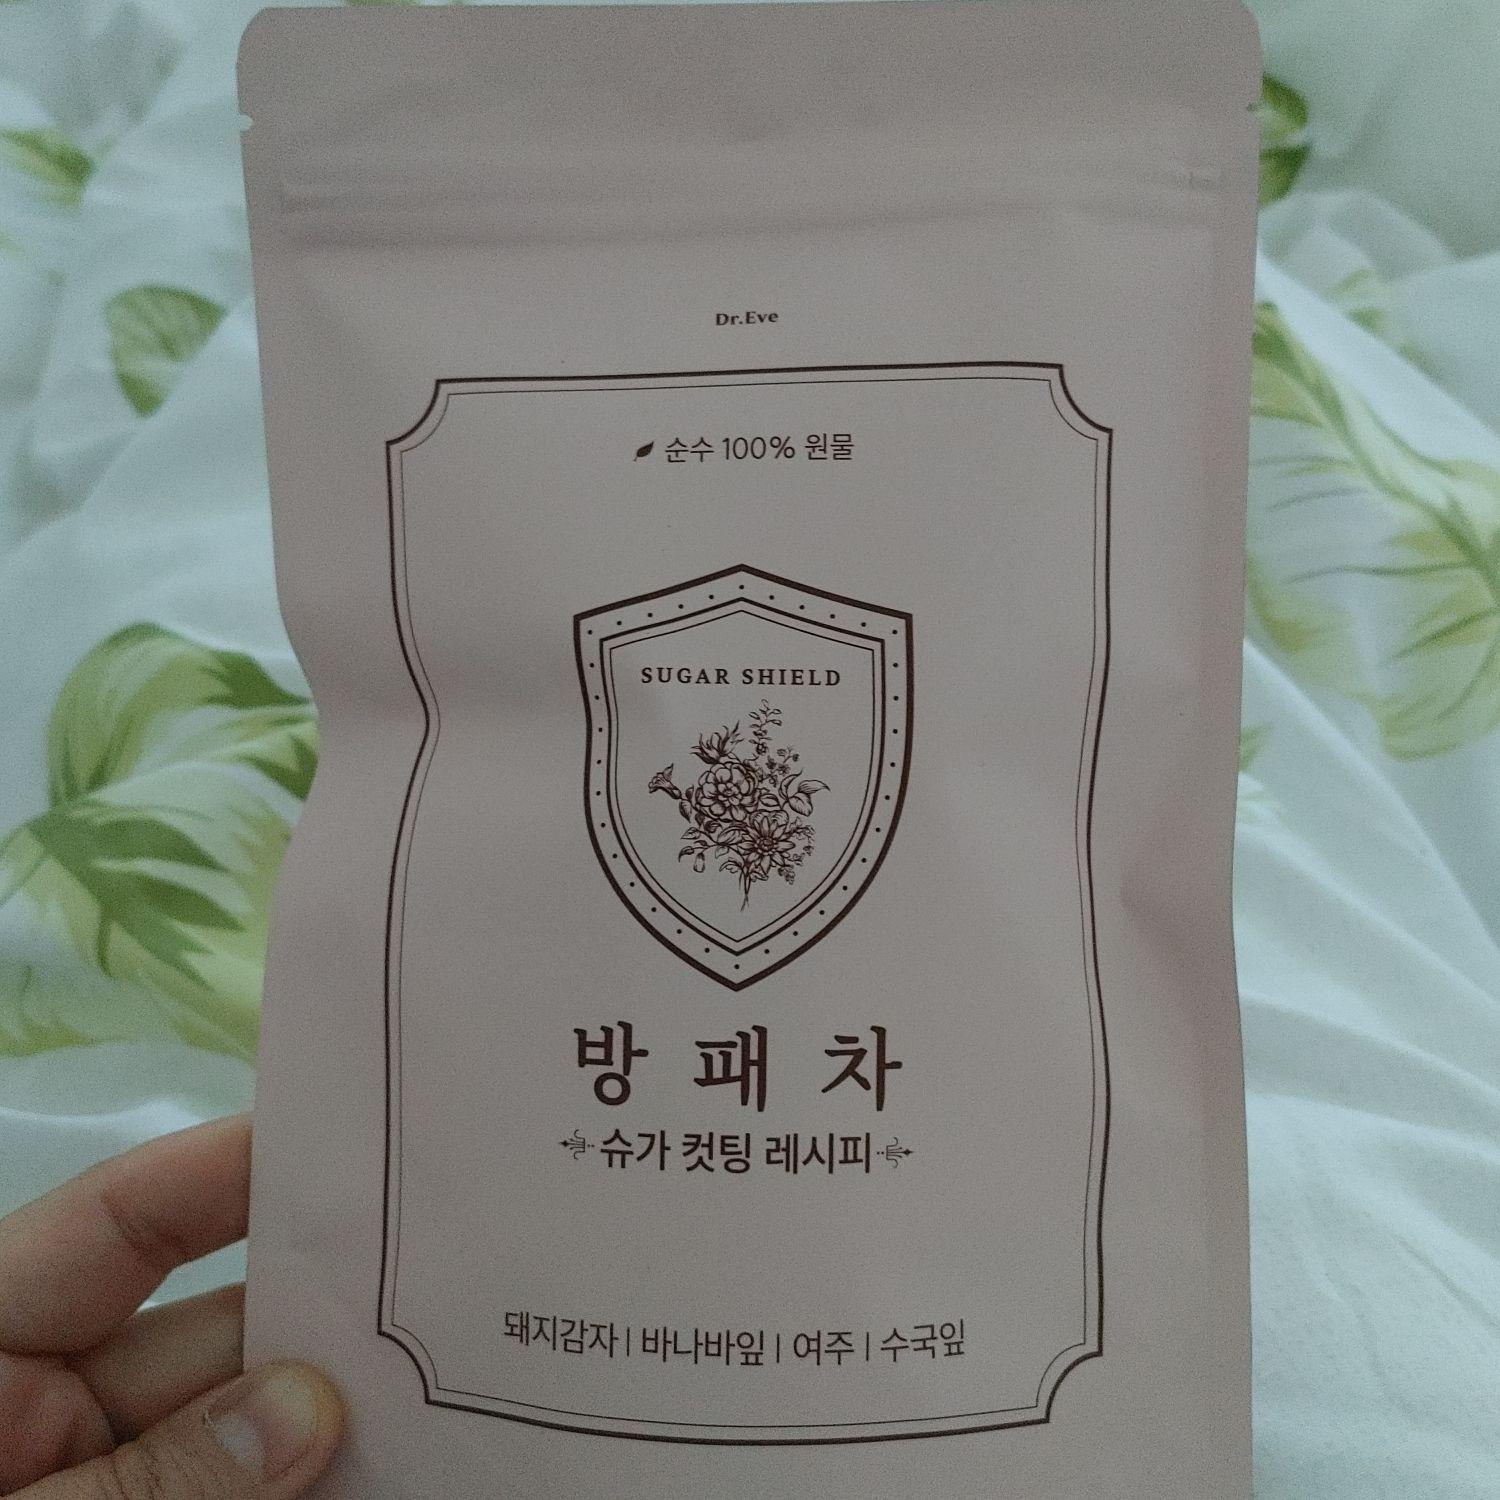 Dr.Eve
순수 100% 원물
SUGAR SHIELD
방패차
슈가 컷팅 레시피
돼지감자 | 바나바잎 | 여주 | 수국잎